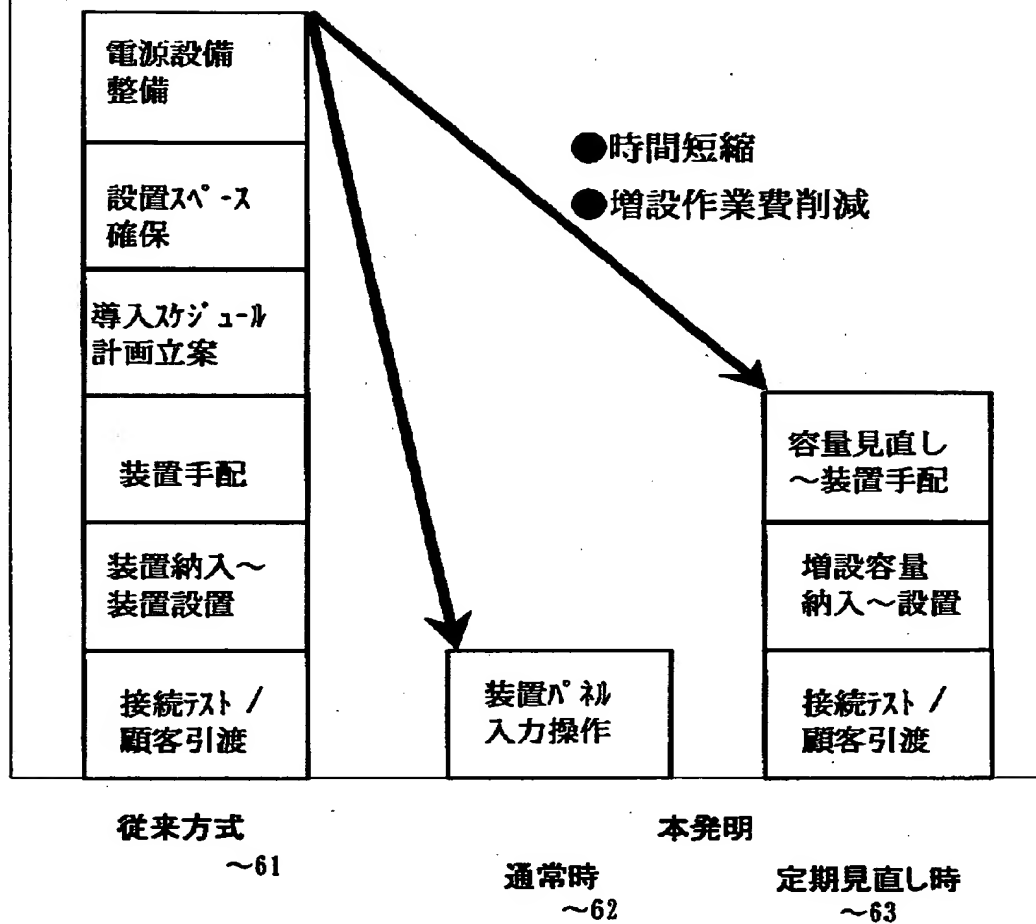 電源設備
整備
設置ｽﾍﾟｰｽ
確保
導入ｽｹｼﾞｭｰﾙ
計画立案
装置手配
装置納入～
装置設置
接続ﾃｽﾄ /
顧客引渡
●時間短縮
●増設作業費削減
装置ﾊﾟﾈﾙ
入力操作
容量見直し
～装置手配
増設容量
納入～設置
接続ﾃｽﾄ /
顧客引渡
従来方式
～61
本発明
通常時
～62
定期見直し時
～63